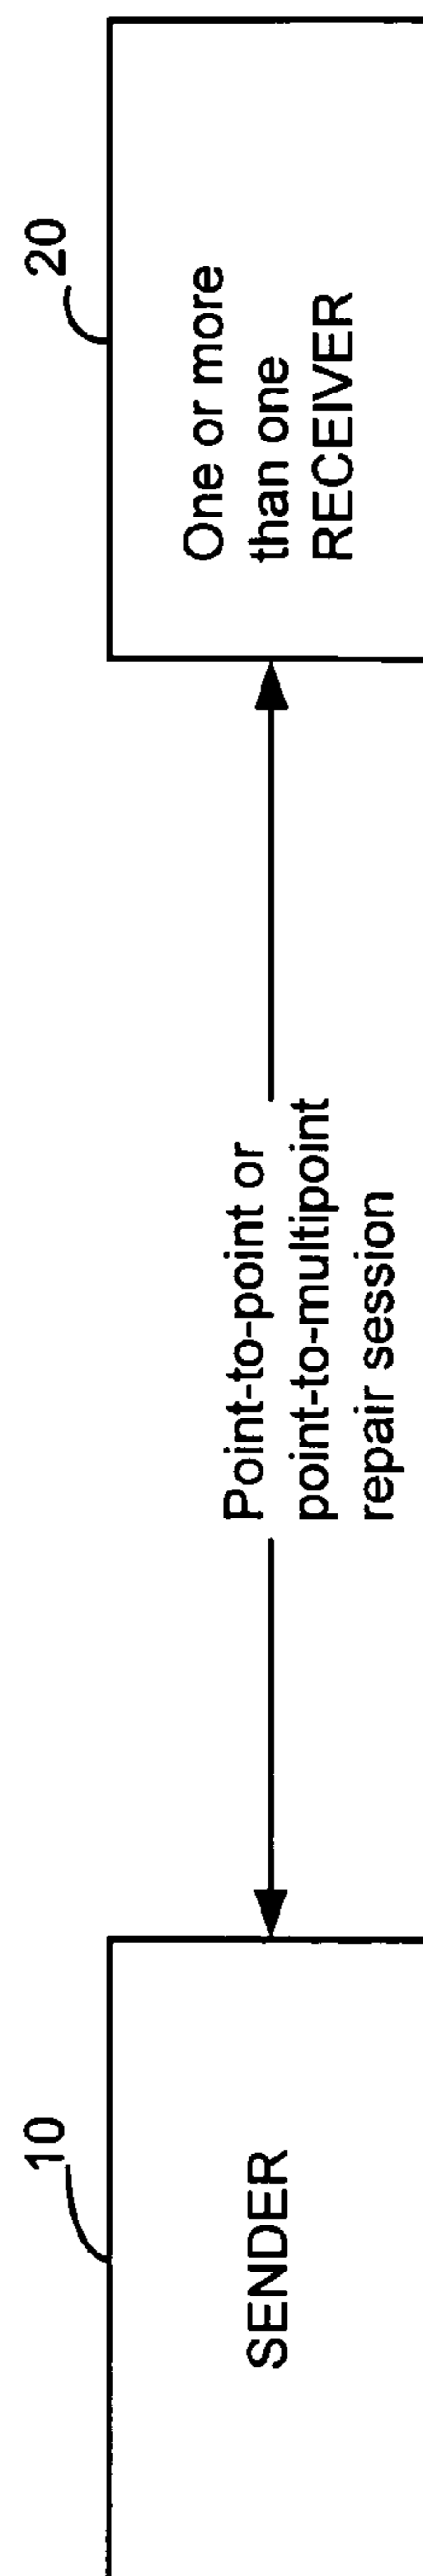 10
SENDER
Point-to-point or
point-to-multipoint
repair session
20
One or more
than one
RECEIVER